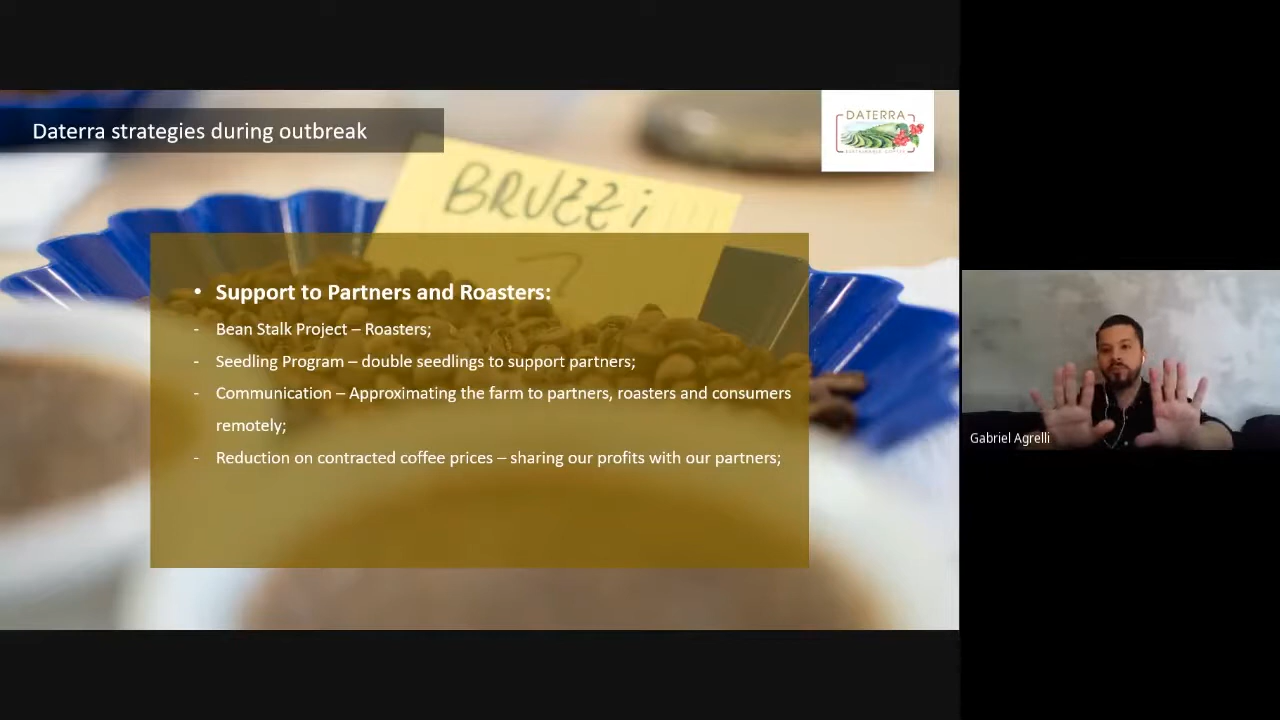 Daterra strategies during outbreak
DATERRA
SUSTAINABLE COFFEE
BRUZZi
• Support to Partners and Roasters:
- Bean Stalk Project – Roasters;
- Seedling Program – double seedlings to support partners;
- Communication – Approximating the farm to partners, roasters and consumers
remotely;
- Reduction on contracted coffee prices – sharing our profits with our partners;
Gabriel Agrelli